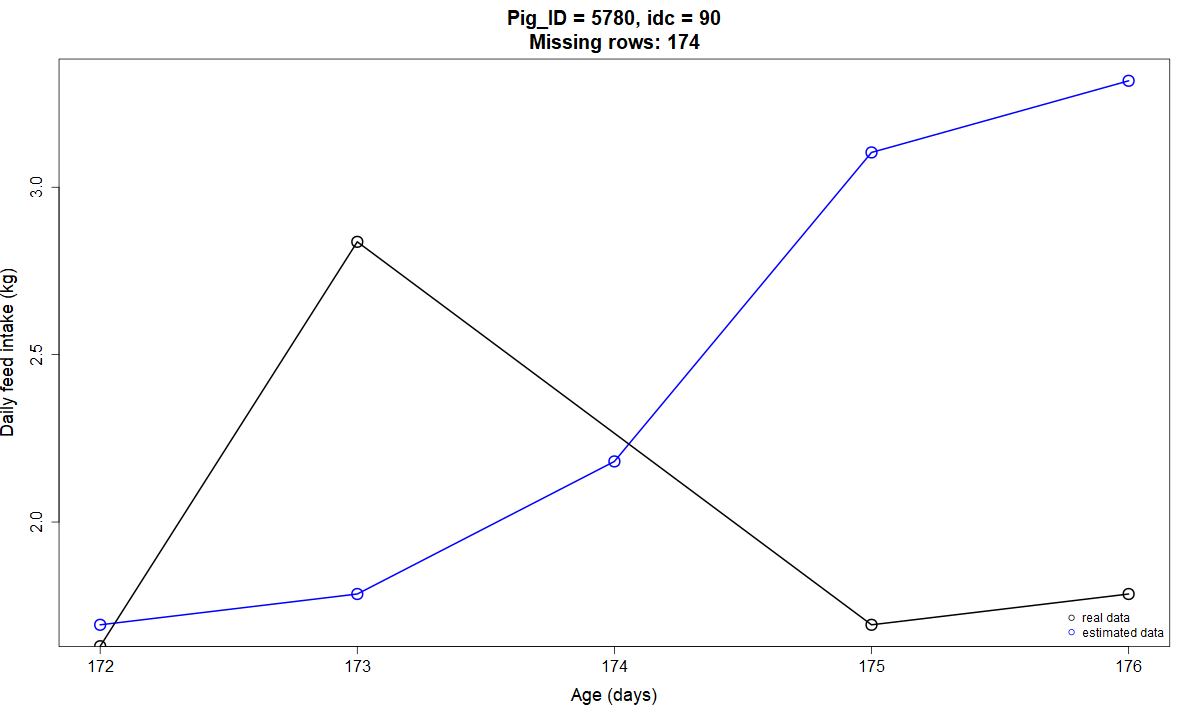 Pig_ID = 5780, idc = 90
Missing rows: 174
Daily feed intake (kg)
3.0
2.5
2.0
real data
estimated data
172 173 174 175 176
Age (days)